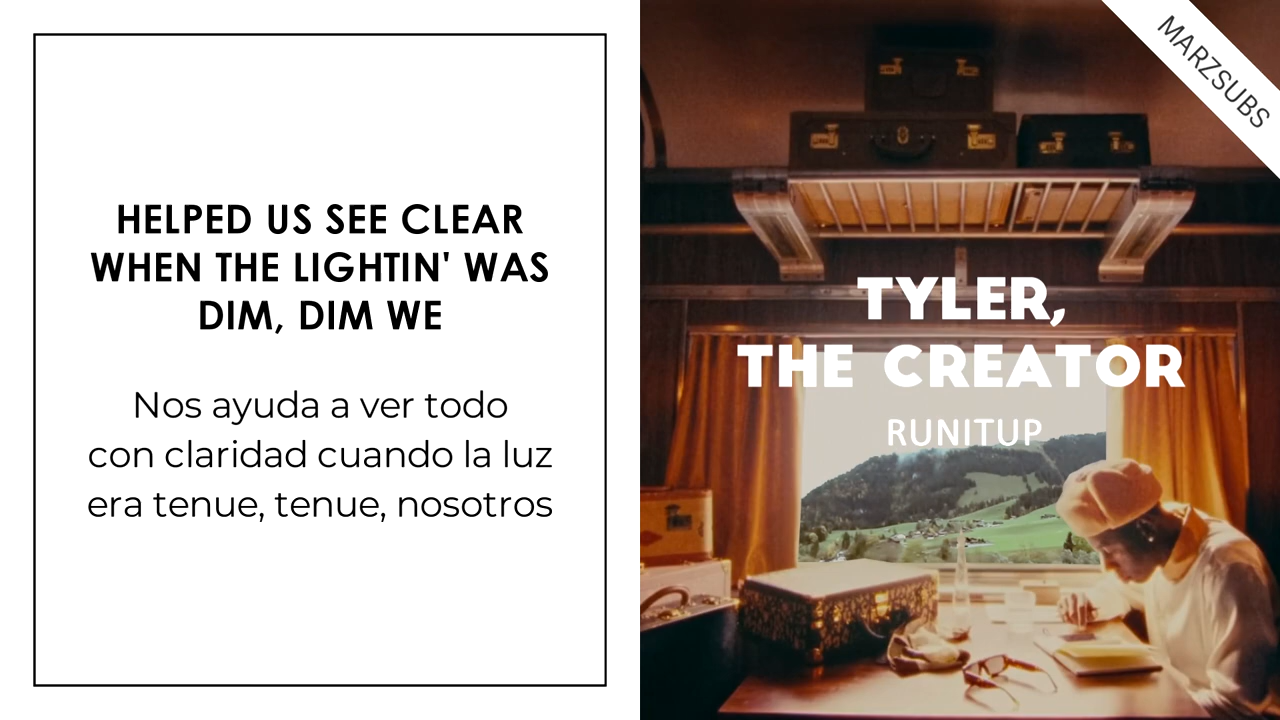 HELPED US SEE CLEAR
WHEN THE LIGHTIN' WAS
DIM, DIM WE
Nos ayuda a ver todo
con claridad cuando la luz
era tenue, tenue, nosotros
MARZSUBS
TYLER,
THE CREATOR
RUNITUP